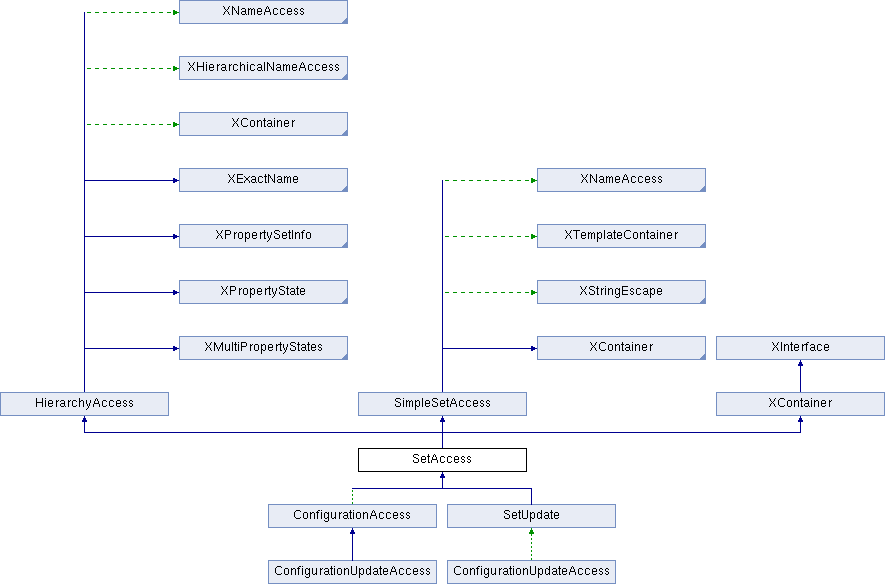 XNameAccess
XHierarchicalNameAccess
XContainer
XExactName
XNameAccess
XPropertySetInfo
XTemplateContainer
XPropertyState
XStringEscape
XMultiPropertyStates
XContainer
XInterface
HierarchyAccess
SimpleSetAccess
XContainer
SetAccess
ConfigurationAccess
SetUpdate
ConfigurationUpdateAccess
ConfigurationUpdateAccess